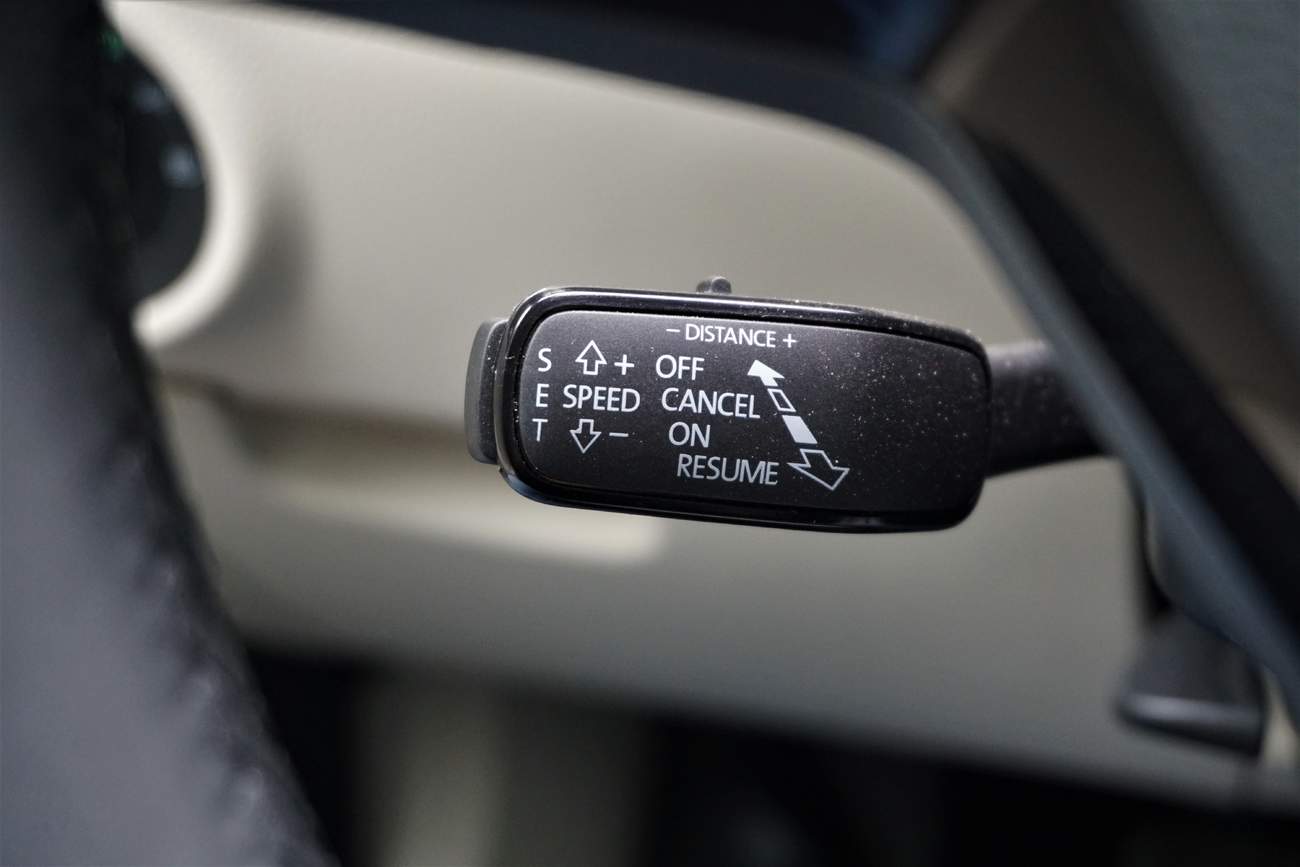 − DISTANCE +
S + OFF
E SPEED CANCEL
T − ON
RESUME